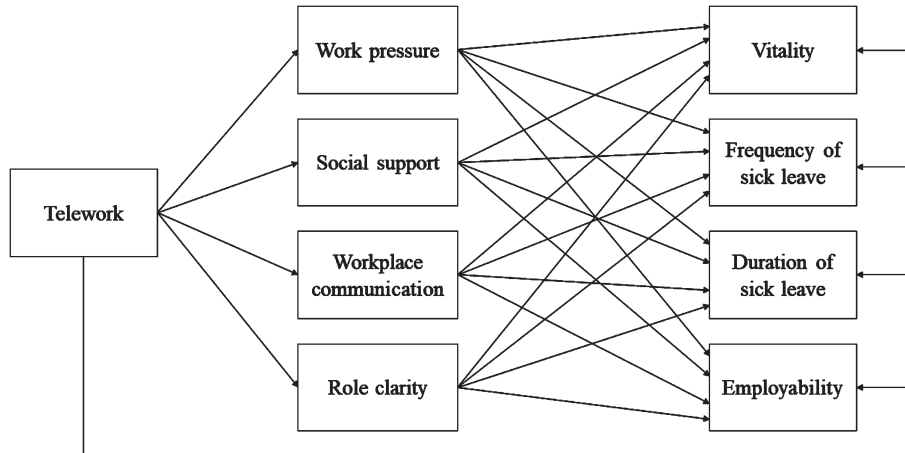 Work pressure
Vitality
Social support
Frequency of
sick leave
Telework
Workplace
communication
Duration of
sick leave
Role clarity
Employability